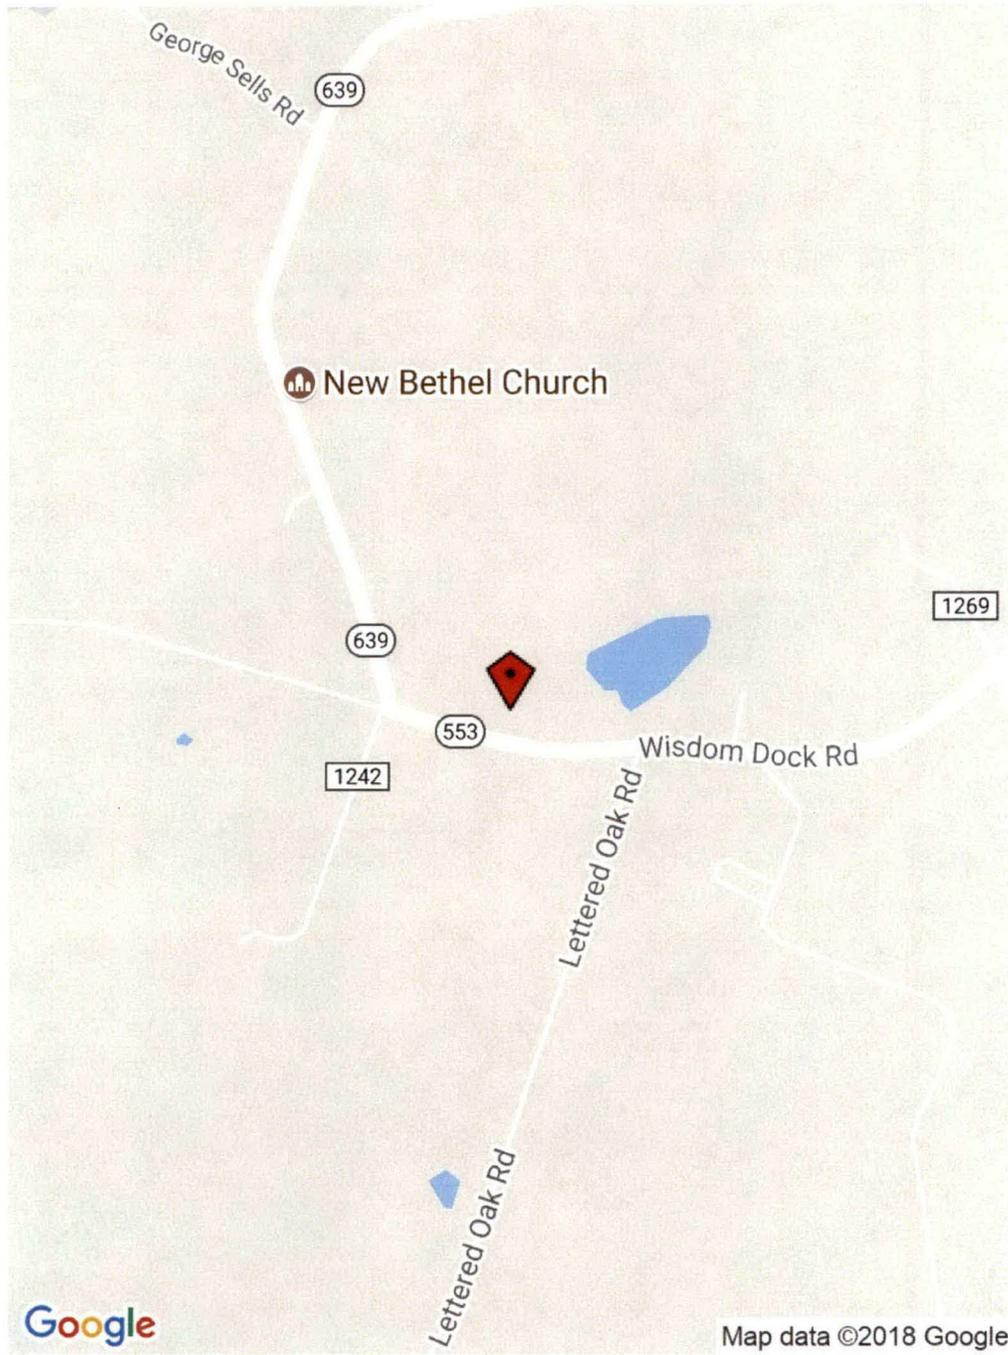 George Sells Rd
639
New Bethel Church
1269
639
553
Wisdom Dock Rd
1242
Lettered Oak Rd
Lettered Oak Rd
Google
Map data ©2018 Google